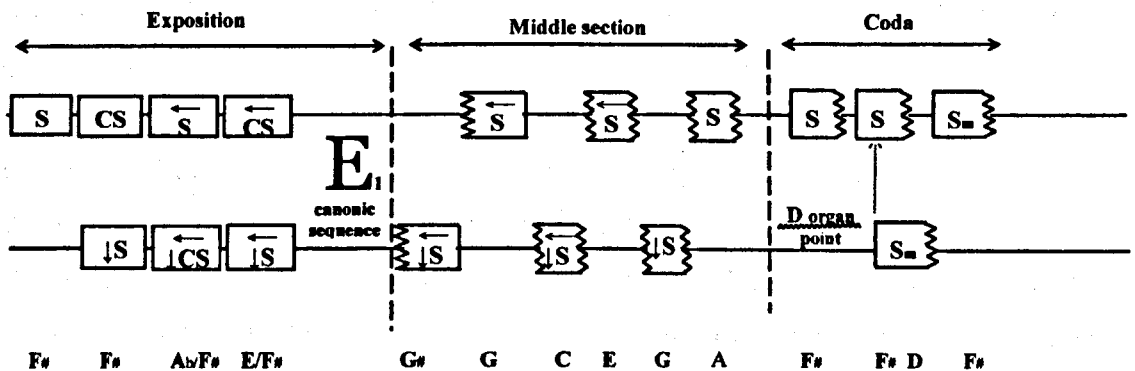 Exposition Middle section Coda
S CS ← S ← CS ← S ← S S S S Sm
E1
canonic
sequence
D organ
point
↓S ← ↓CS ← ↓S ← ↓S ← ↓S ↓S Sm
F# F# Ab/F# E/F# G# G C E G A F# F# D F#